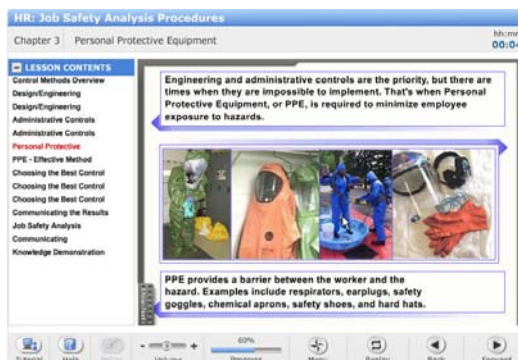 HR: Job Safety Analysis Procedures
Chapter 3 Personal Protective Equipment
hh:mm
00:04
LESSON CONTENTS
Control Methods Overview
Design/Engineering
Design/Engineering
Administrative Controls
Administrative Controls
Personal Protective
PPE - Effective Method
Choosing the Best Control
Choosing the Best Control
Choosing the Best Control
Communicating the Results
Job Safety Analysis
Communicating
Knowledge Demonstration
Engineering and administrative controls are the priority, but there are
times when they are impossible to implement. That's when Personal
Protective Equipment, or PPE, is required to minimize employee
exposure to hazards.
PPE provides a barrier between the worker and the
hazard. Examples include respirators, earplugs, safety
goggles, chemical aprons, safety shoes, and hard hats.
- +
60%